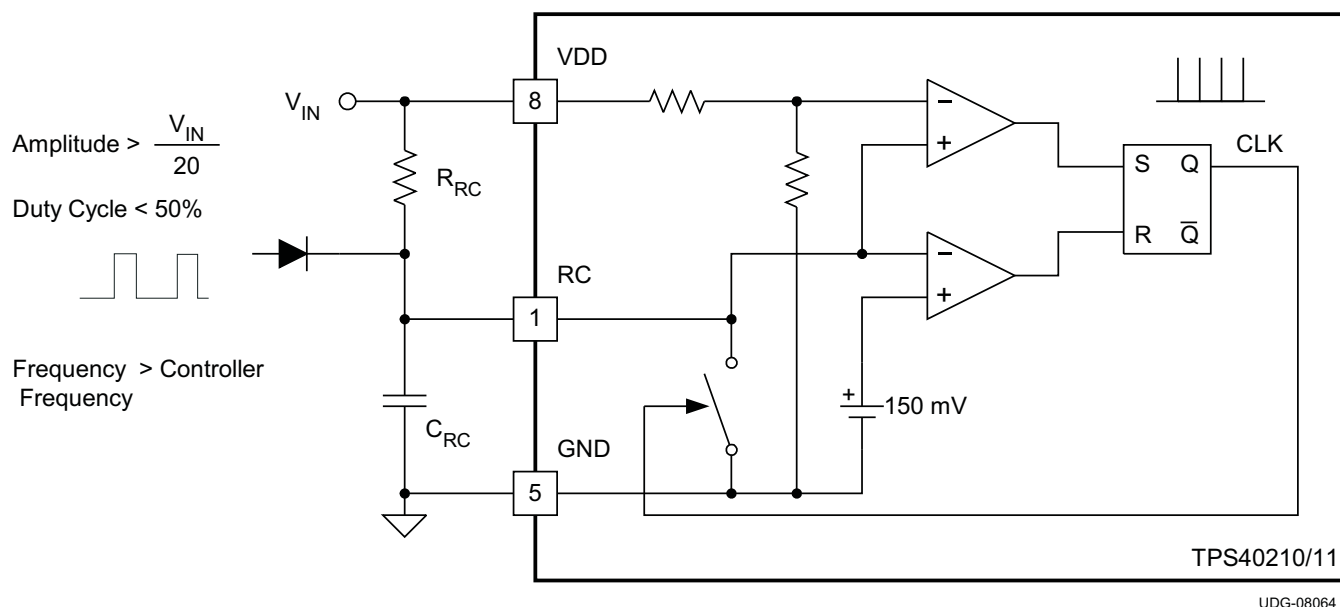 VDD
8
V_IN
Amplitude > V_IN / 20
R_RC
Duty Cycle < 50%
RC
1
Frequency > Controller
Frequency
C_RC
GND
5
−
+
−
+
+
150 mV
S Q
R Q̅
CLK
TPS40210/11
UDG-08064